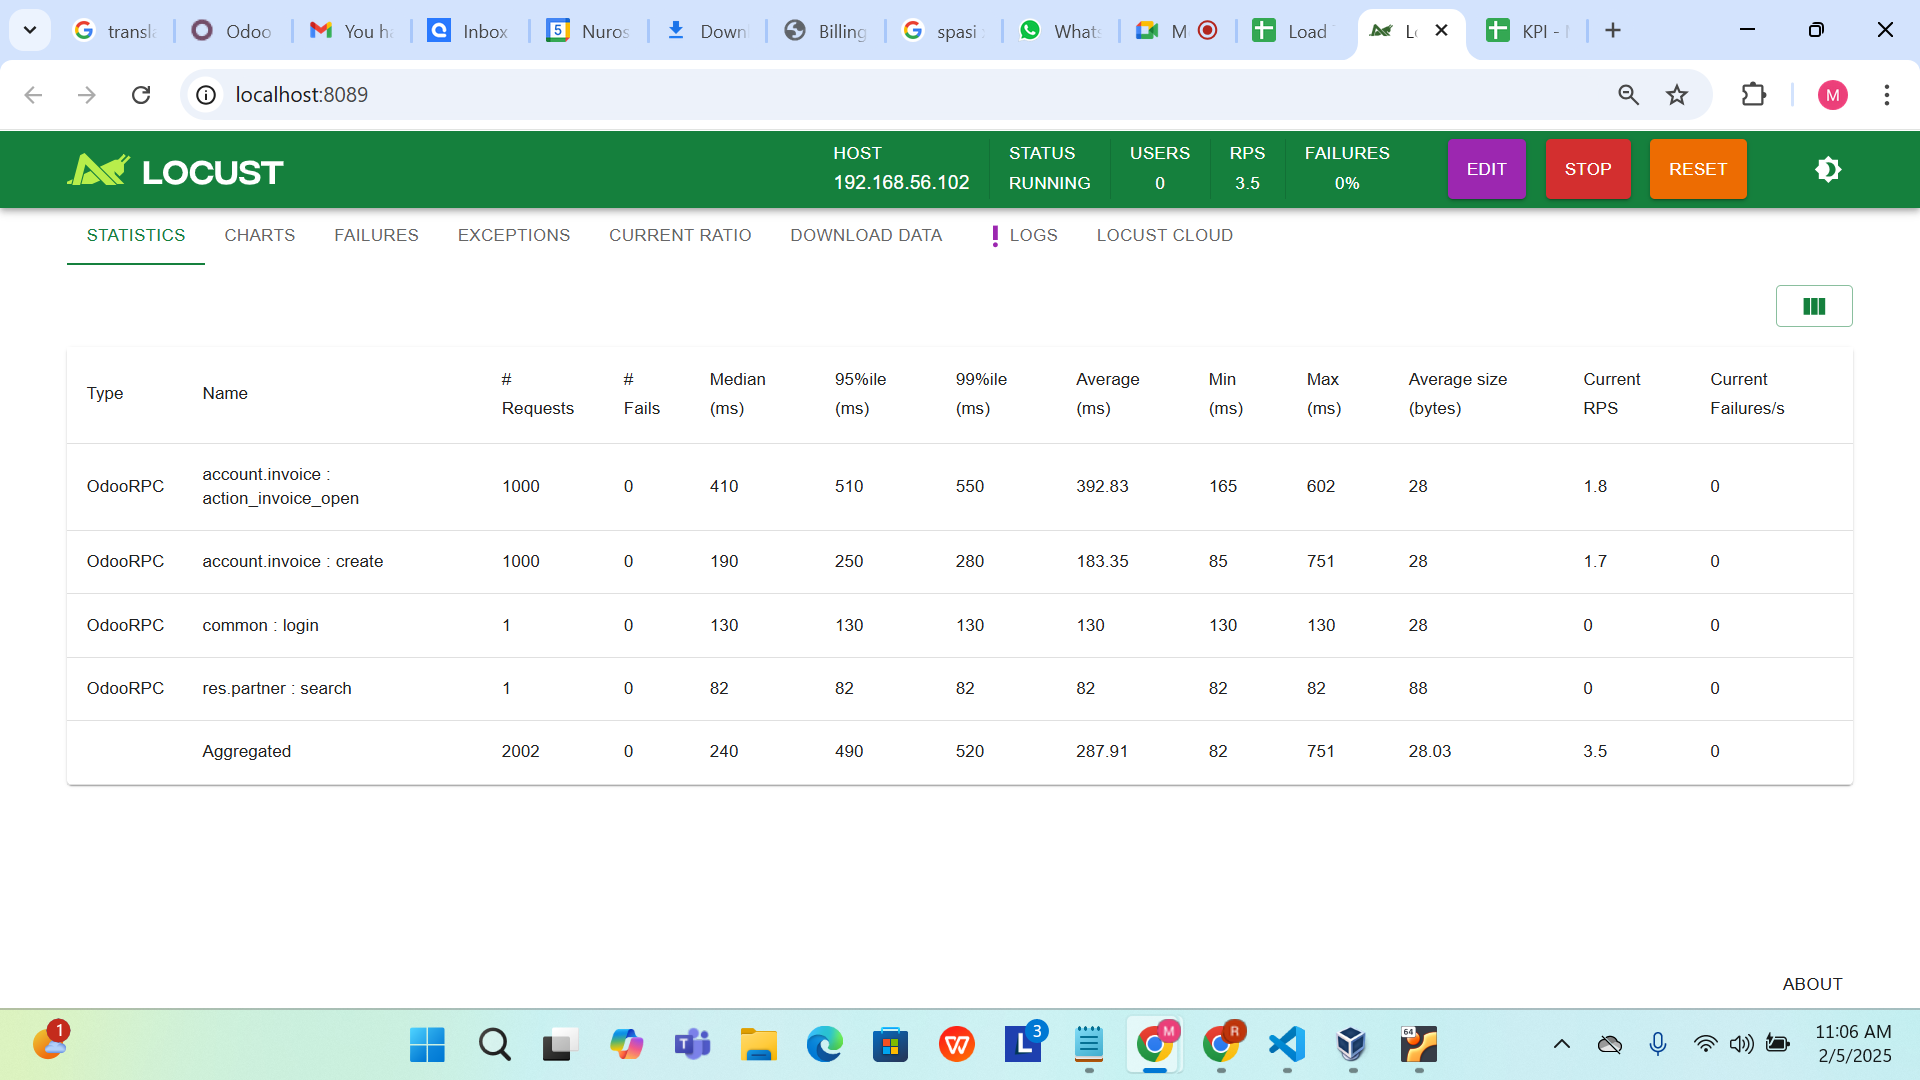 transla
Odoo
You ha
Inbox
5
Nuros
Down
Billing
spasi
What
M
Load
Lo
KPI -
localhost:8089
M
LOCUST
HOST
192.168.56.102
STATUS
RUNNING
USERS
0
RPS
3.5
FAILURES
0%
EDIT
STOP
RESET
STATISTICS CHARTS FAILURES EXCEPTIONS CURRENT RATIO DOWNLOAD DATA LOGS LOCUST CLOUD
Type Name # Requests # Fails Median (ms) 95%ile (ms) 99%ile (ms) Average (ms) Min (ms) Max (ms) Average size (bytes) Current RPS Current Failures/s
OdooRPC account.invoice : action_invoice_open 1000 0 410 510 550 392.83 165 602 28 1.8 0
OdooRPC account.invoice : create 1000 0 190 250 280 183.35 85 751 28 1.7 0
OdooRPC common : login 1 0 130 130 130 130 130 130 28 0 0
OdooRPC res.partner : search 1 0 82 82 82 82 82 82 88 0 0
Aggregated 2002 0 240 490 520 287.91 82 751 28.03 3.5 0
ABOUT
1
L
3
M
R
64
11:06 AM
2/5/2025